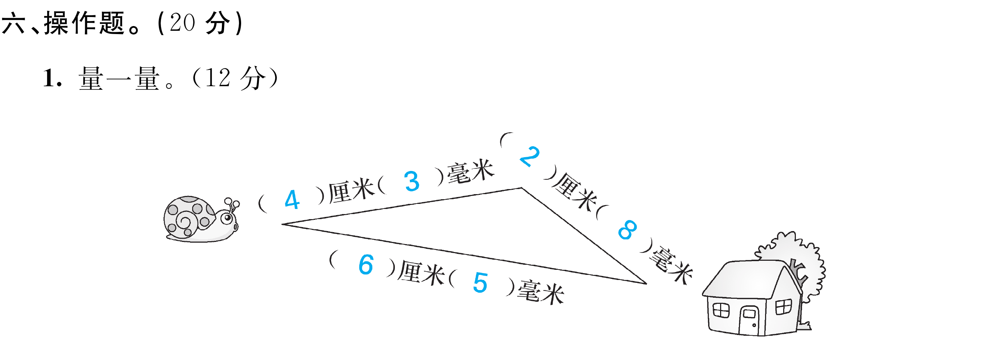 六、操作题。(20 分)
1. 量一量。(12 分)
( 4 )厘米( 3 )毫米
( 2 )厘米( 8 )毫米
( 6 )厘米( 5 )毫米